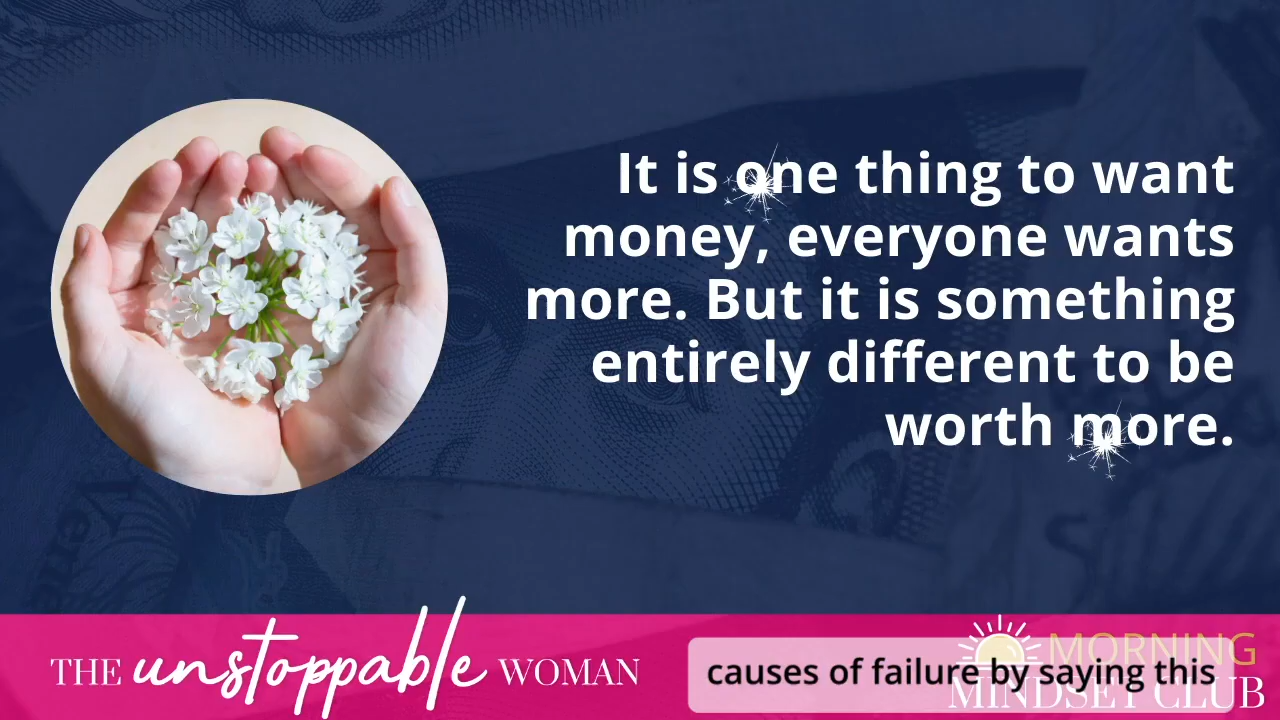 It is one thing to want
money, everyone wants
more. But it is something
entirely different to be
worth more.
THE unstoppable WOMAN
MORNING
MINDSET CLUB
causes of failure by saying this